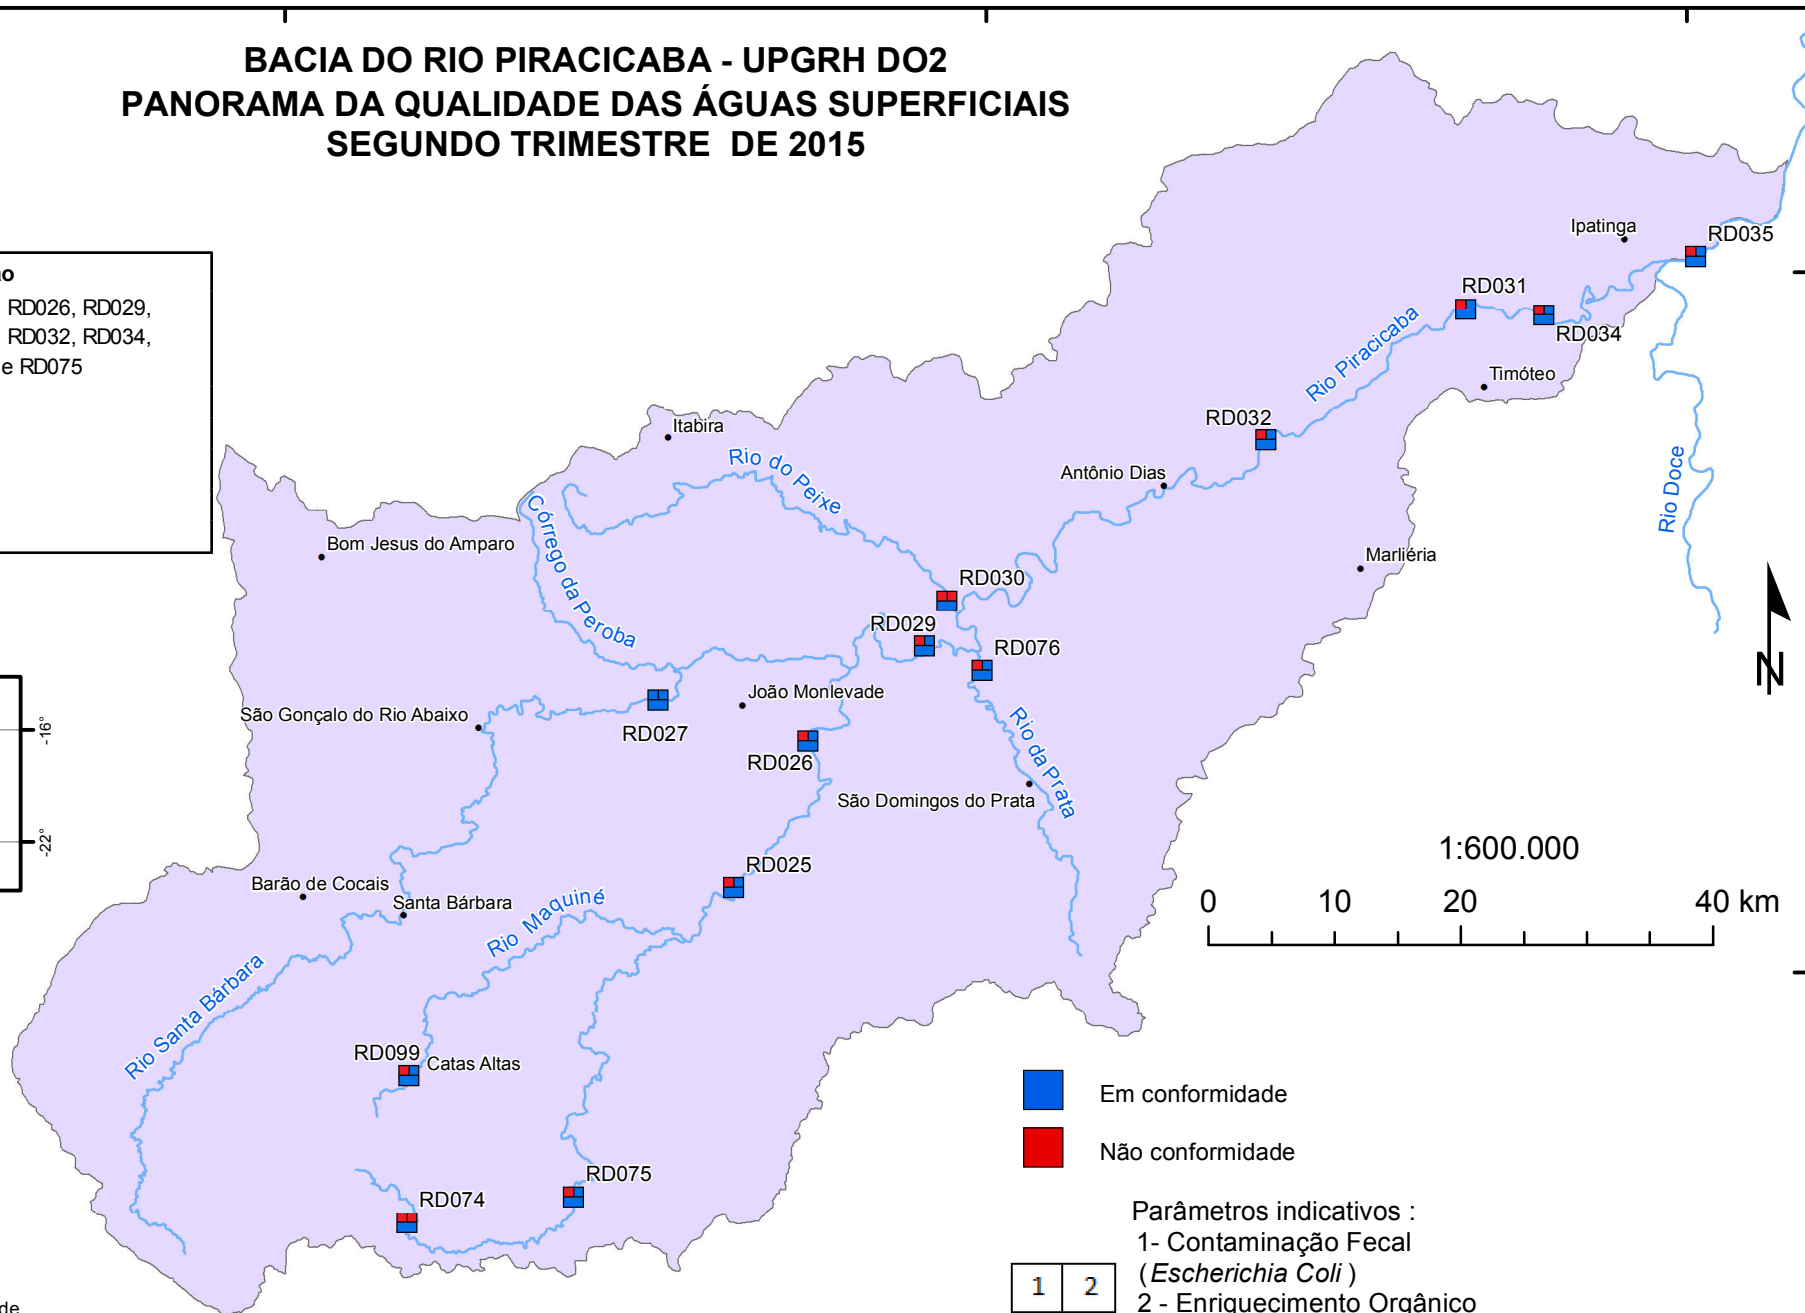 BACIA DO RIO PIRACICABA - UPGRH DO2
PANORAMA DA QUALIDADE DAS ÁGUAS SUPERFICIAIS
SEGUNDO TRIMESTRE DE 2015
RD026, RD029,
RD032, RD034,
e RD075
-16°
-22°
Ipatinga
RD035
RD031
RD034
Rio Piracicaba
Timóteo
RD032
Itabira
Rio do Peixe
Antônio Dias
Rio Doce
Córrego da Peroba
Bom Jesus do Amparo
Marliéria
RD030
RD029
RD076
N
João Monlevade
São Gonçalo do Rio Abaixo
RD027
RD026
Rio da Prata
São Domingos do Prata
1:600.000
RD025
Barão de Cocais
Santa Bárbara
Rio Maquiné
0 10 20 40 km
Rio Santa Bárbara
RD099
Catas Altas
Em conformidade
Não conformidade
RD075
RD074
Parâmetros indicativos :
1- Contaminação Fecal
1 2
(Escherichia Coli )
2 - Enriquecimento Orgânico